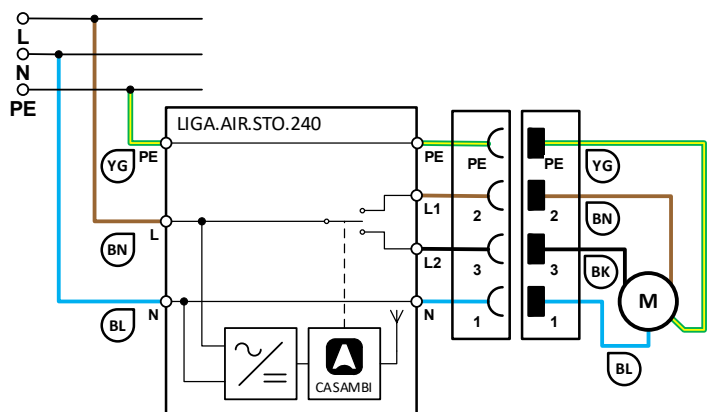 L
N
PE
LIGA.AIR.STO.240
YG
PE
PE
PE
PE
YG
L1
2
2
BN
BN
L
L2
3
3
BK
M
BL
N
N
1
1
BL
CASAMBI